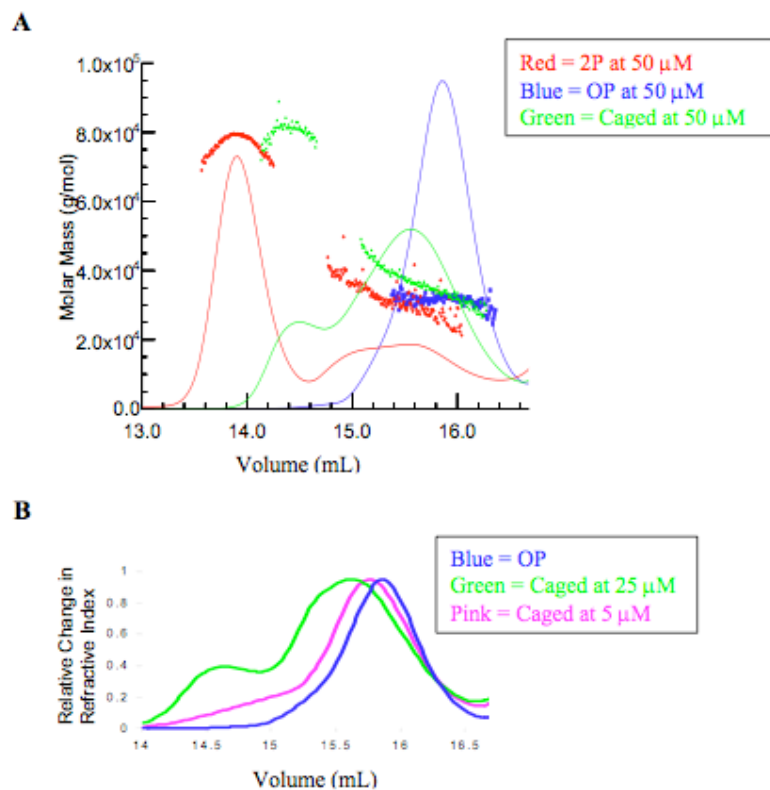 A
Red = 2P at 50 μM
Blue = OP at 50 μM
Green = Caged at 50 μM
Molar Mass (g/mol)
1.0x10⁵
8.0x10⁴
6.0x10⁴
4.0x10⁴
2.0x10⁴
0.0
13.0 14.0 15.0 16.0
Volume (mL)
B
Blue = OP
Green = Caged at 25 μM
Pink = Caged at 5 μM
Relative Change in
Refractive Index
1
0.8
0.6
0.4
0.2
0
14 14.5 15 15.5 16 16.5
Volume (mL)